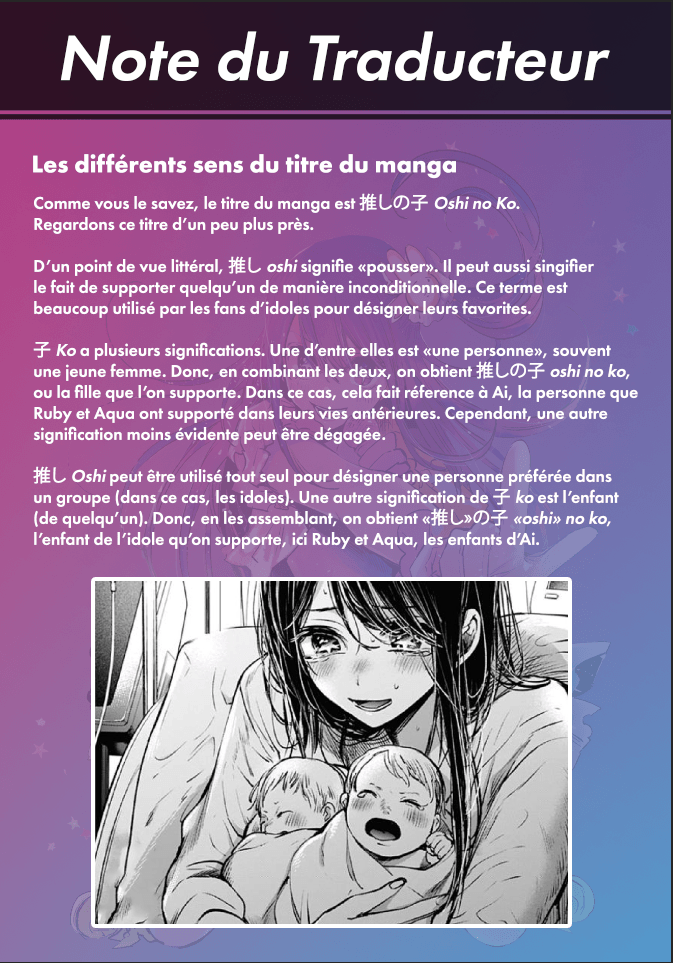 Note du Traducteur
Les différents sens du titre du manga
Comme vous le savez, le titre du manga est 推しの子 Oshi no Ko.
Regardons ce titre d'un peu plus près.
D'un point de vue littéral, 推し oshi signifie «pousser». Il peut aussi singifier
le fait de supporter quelqu'un de manière inconditionnelle. Ce terme est
beaucoup utilisé par les fans d'idoles pour désigner leurs favorites.
子 Ko a plusieurs significations. Une d'entre elles est «une personne», souvent
une jeune femme. Donc, en combinant les deux, on obtient 推しの子 oshi no ko,
ou la fille que l'on supporte. Dans ce cas, cela fait réference à Ai, la personne que
Ruby et Aqua ont supporté dans leurs vies antérieures. Cependant, une autre
signification moins évidente peut être dégagée.
推し Oshi peut être utilisé tout seul pour désigner une personne préférée dans
un groupe (dans ce cas, les idoles). Une autre signification de 子 ko est l'enfant
(de quelqu'un). Donc, en les assemblant, on obtient «推し»の子 «oshi» no ko,
l'enfant de l'idole qu'on supporte, ici Ruby et Aqua, les enfants d'Ai.